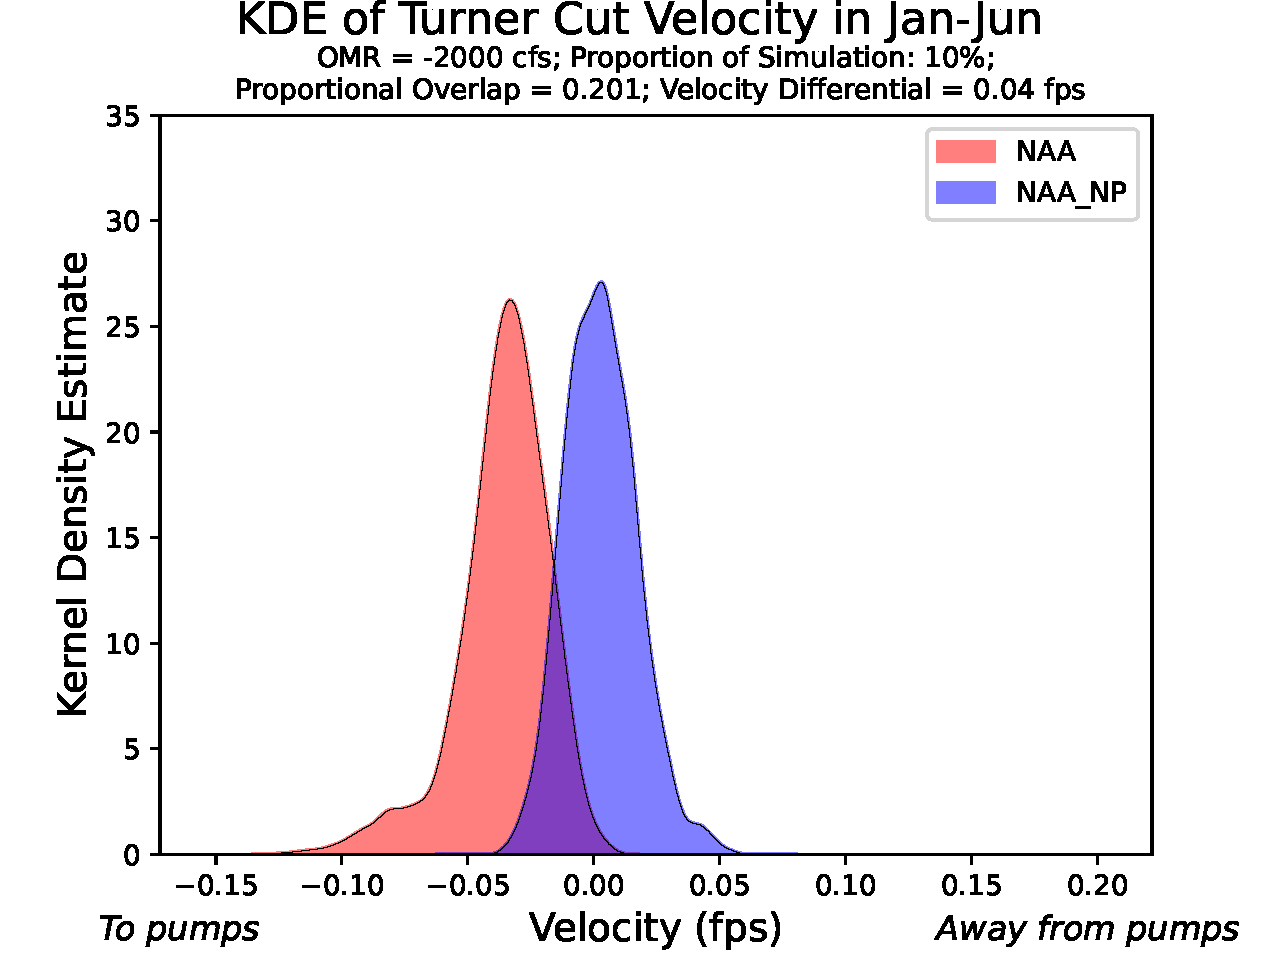 KDE of Turner Cut Velocity in Jan-Jun
OMR = -2000 cfs; Proportion of Simulation: 10%;
Proportional Overlap = 0.201; Velocity Differential = 0.04 fps
35
30
25
20
15
10
5
0
Kernel Density Estimate
NAA
NAA_NP
−0.15 −0.10 −0.05 0.00 0.05 0.10 0.15 0.20
To pumps Velocity (fps) Away from pumps